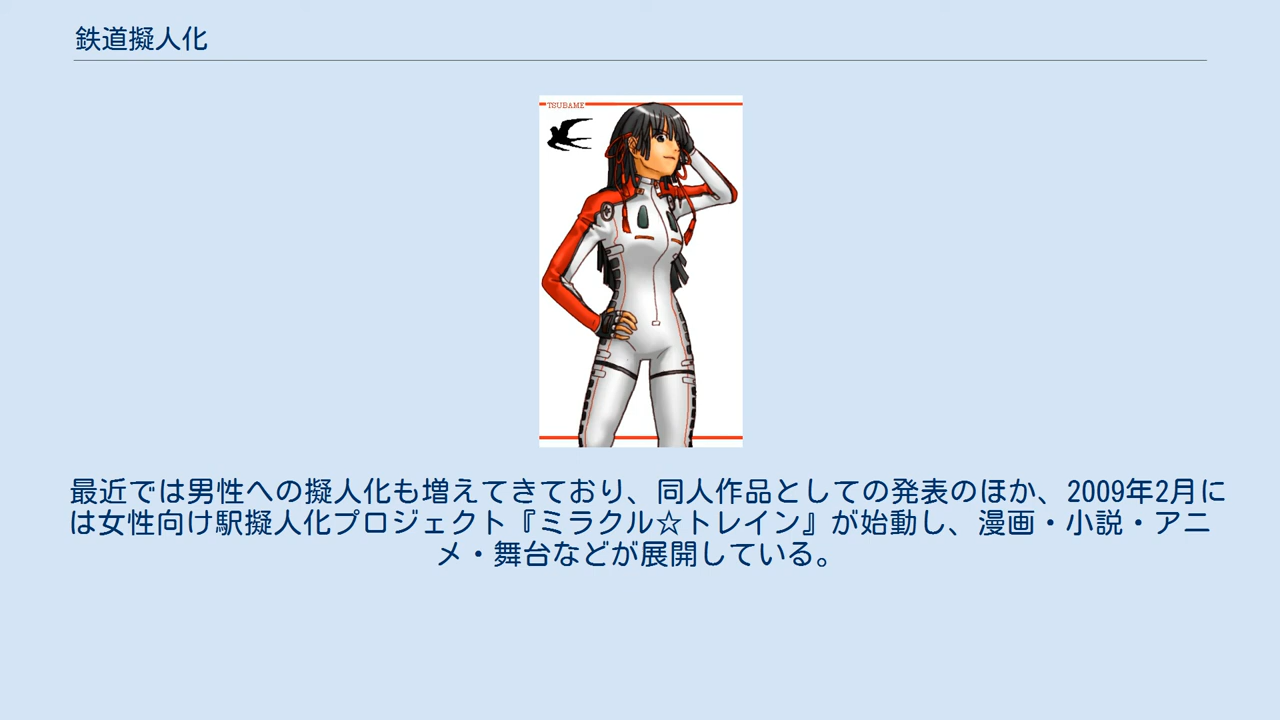 鉄道擬人化
TSUBAME
最近では男性への擬人化も増えてきており、同人作品としての発表のほか、2009年2月に
は女性向け駅擬人化プロジェクト『ミラクル☆トレイン』が始動し、漫画・小説・アニ
メ・舞台などが展開している。